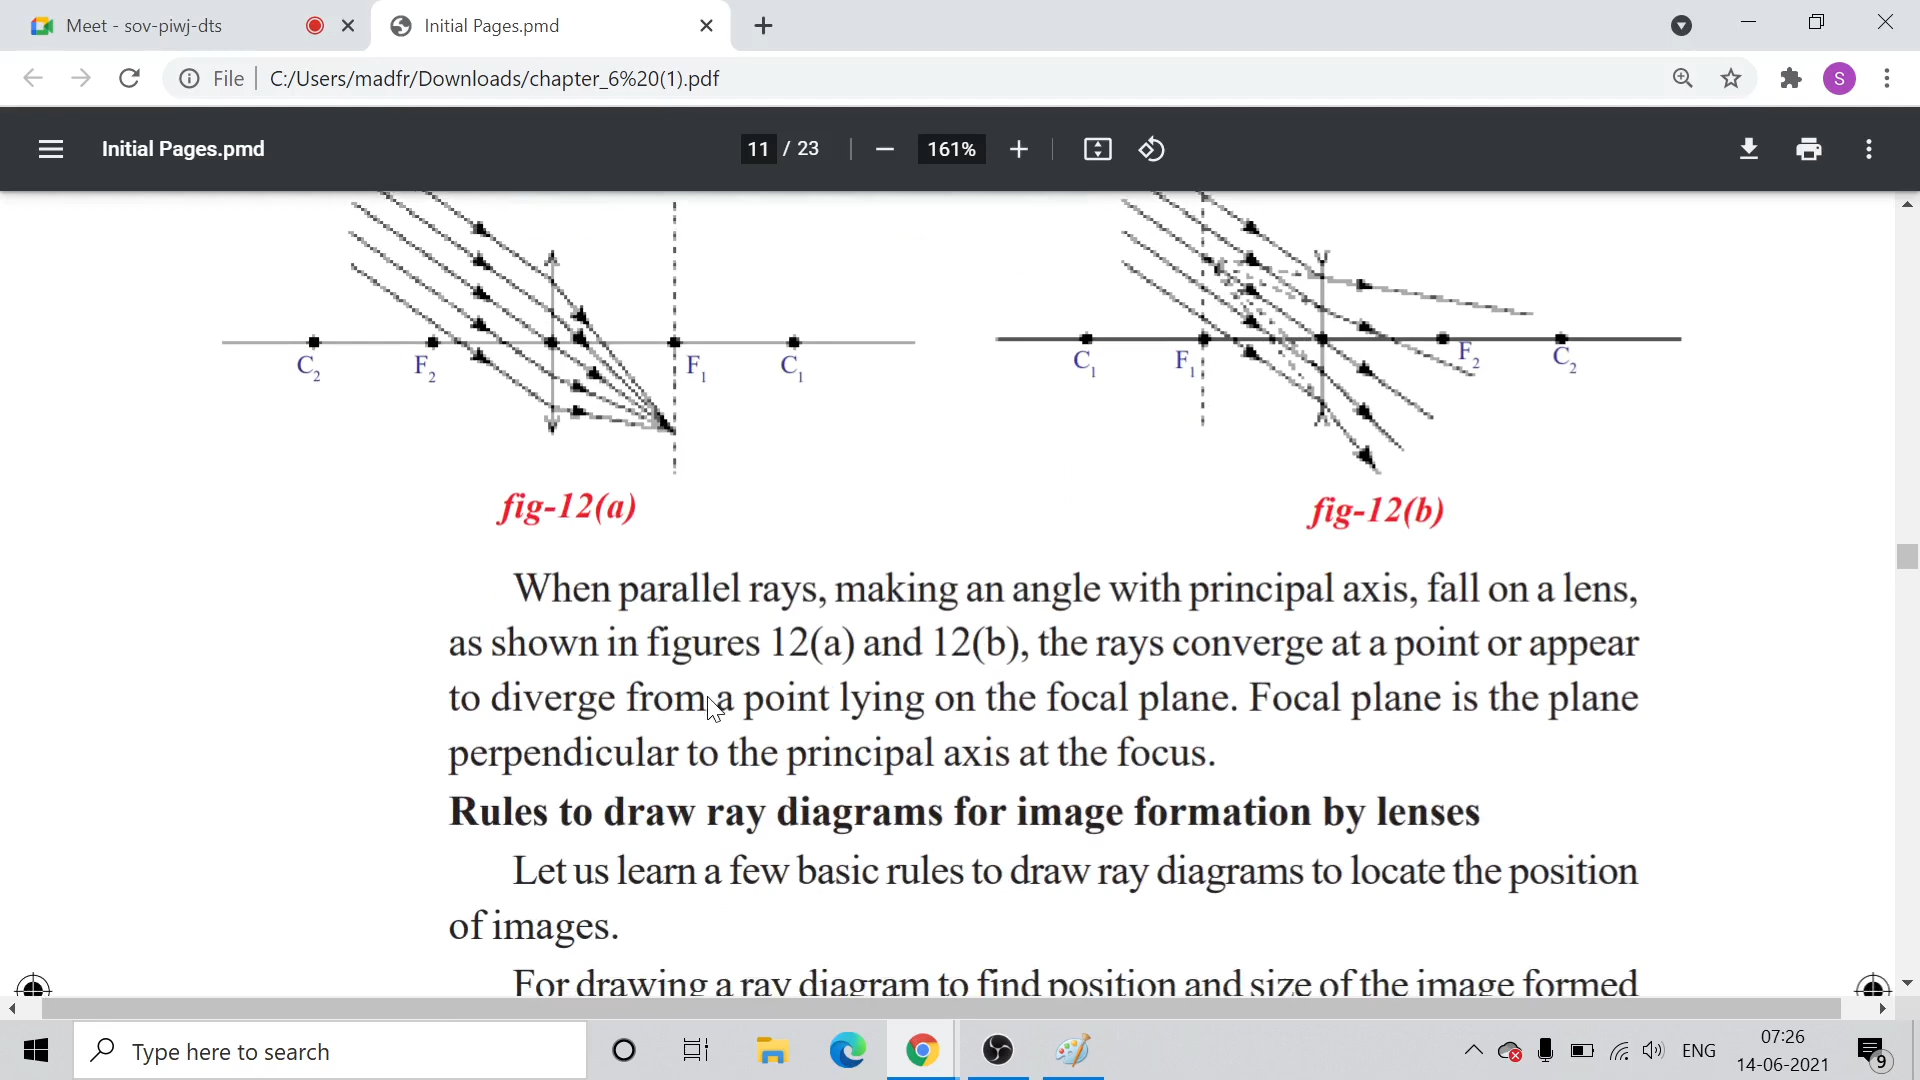 Meet - sov-piwj-dts
Initial Pages.pmd
File
C:/Users/madfr/Downloads/chapter_6%20(1).pdf
S
Initial Pages.pmd
11 / 23
161%
C2
F2
F1
C1
C1
F1
F2
C2
fig-12(a)
fig-12(b)
When parallel rays, making an angle with principal axis, fall on a lens,
as shown in figures 12(a) and 12(b), the rays converge at a point or appear
to diverge from a point lying on the focal plane. Focal plane is the plane
perpendicular to the principal axis at the focus.
Rules to draw ray diagrams for image formation by lenses
Let us learn a few basic rules to draw ray diagrams to locate the position
of images.
For drawing a ray diagram to find position and size of the image formed
Type here to search
ENG
07:26
14-06-2021
9